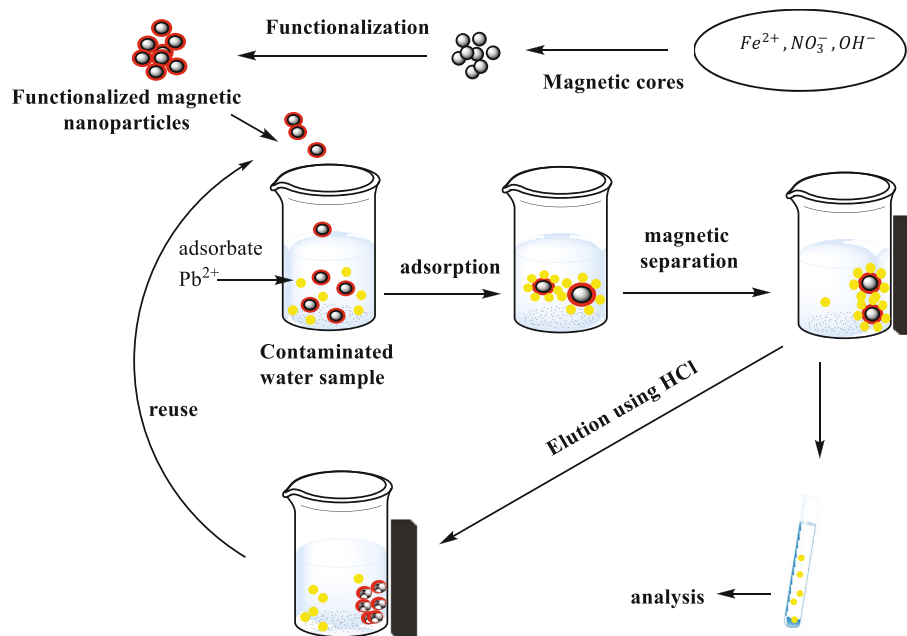 Functionalization
Fe²⁺, NO₃⁻, OH⁻
Magnetic cores
Functionalized magnetic
nanoparticles
adsorbate
Pb²⁺
adsorption
magnetic
separation
Contaminated
water sample
Elution using HCl
reuse
analysis